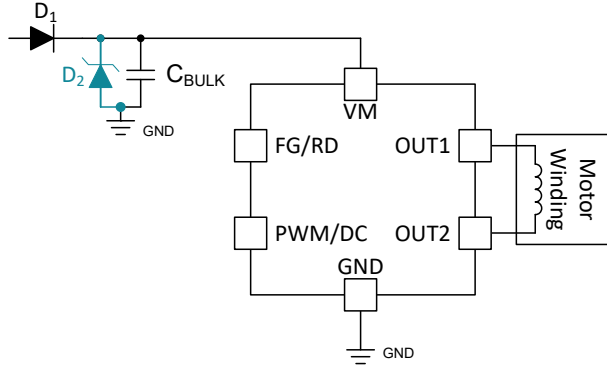 D1
D2
CBULK
GND
VM
FG/RD
OUT1
PWM/DC
OUT2
GND
Motor
Winding
GND